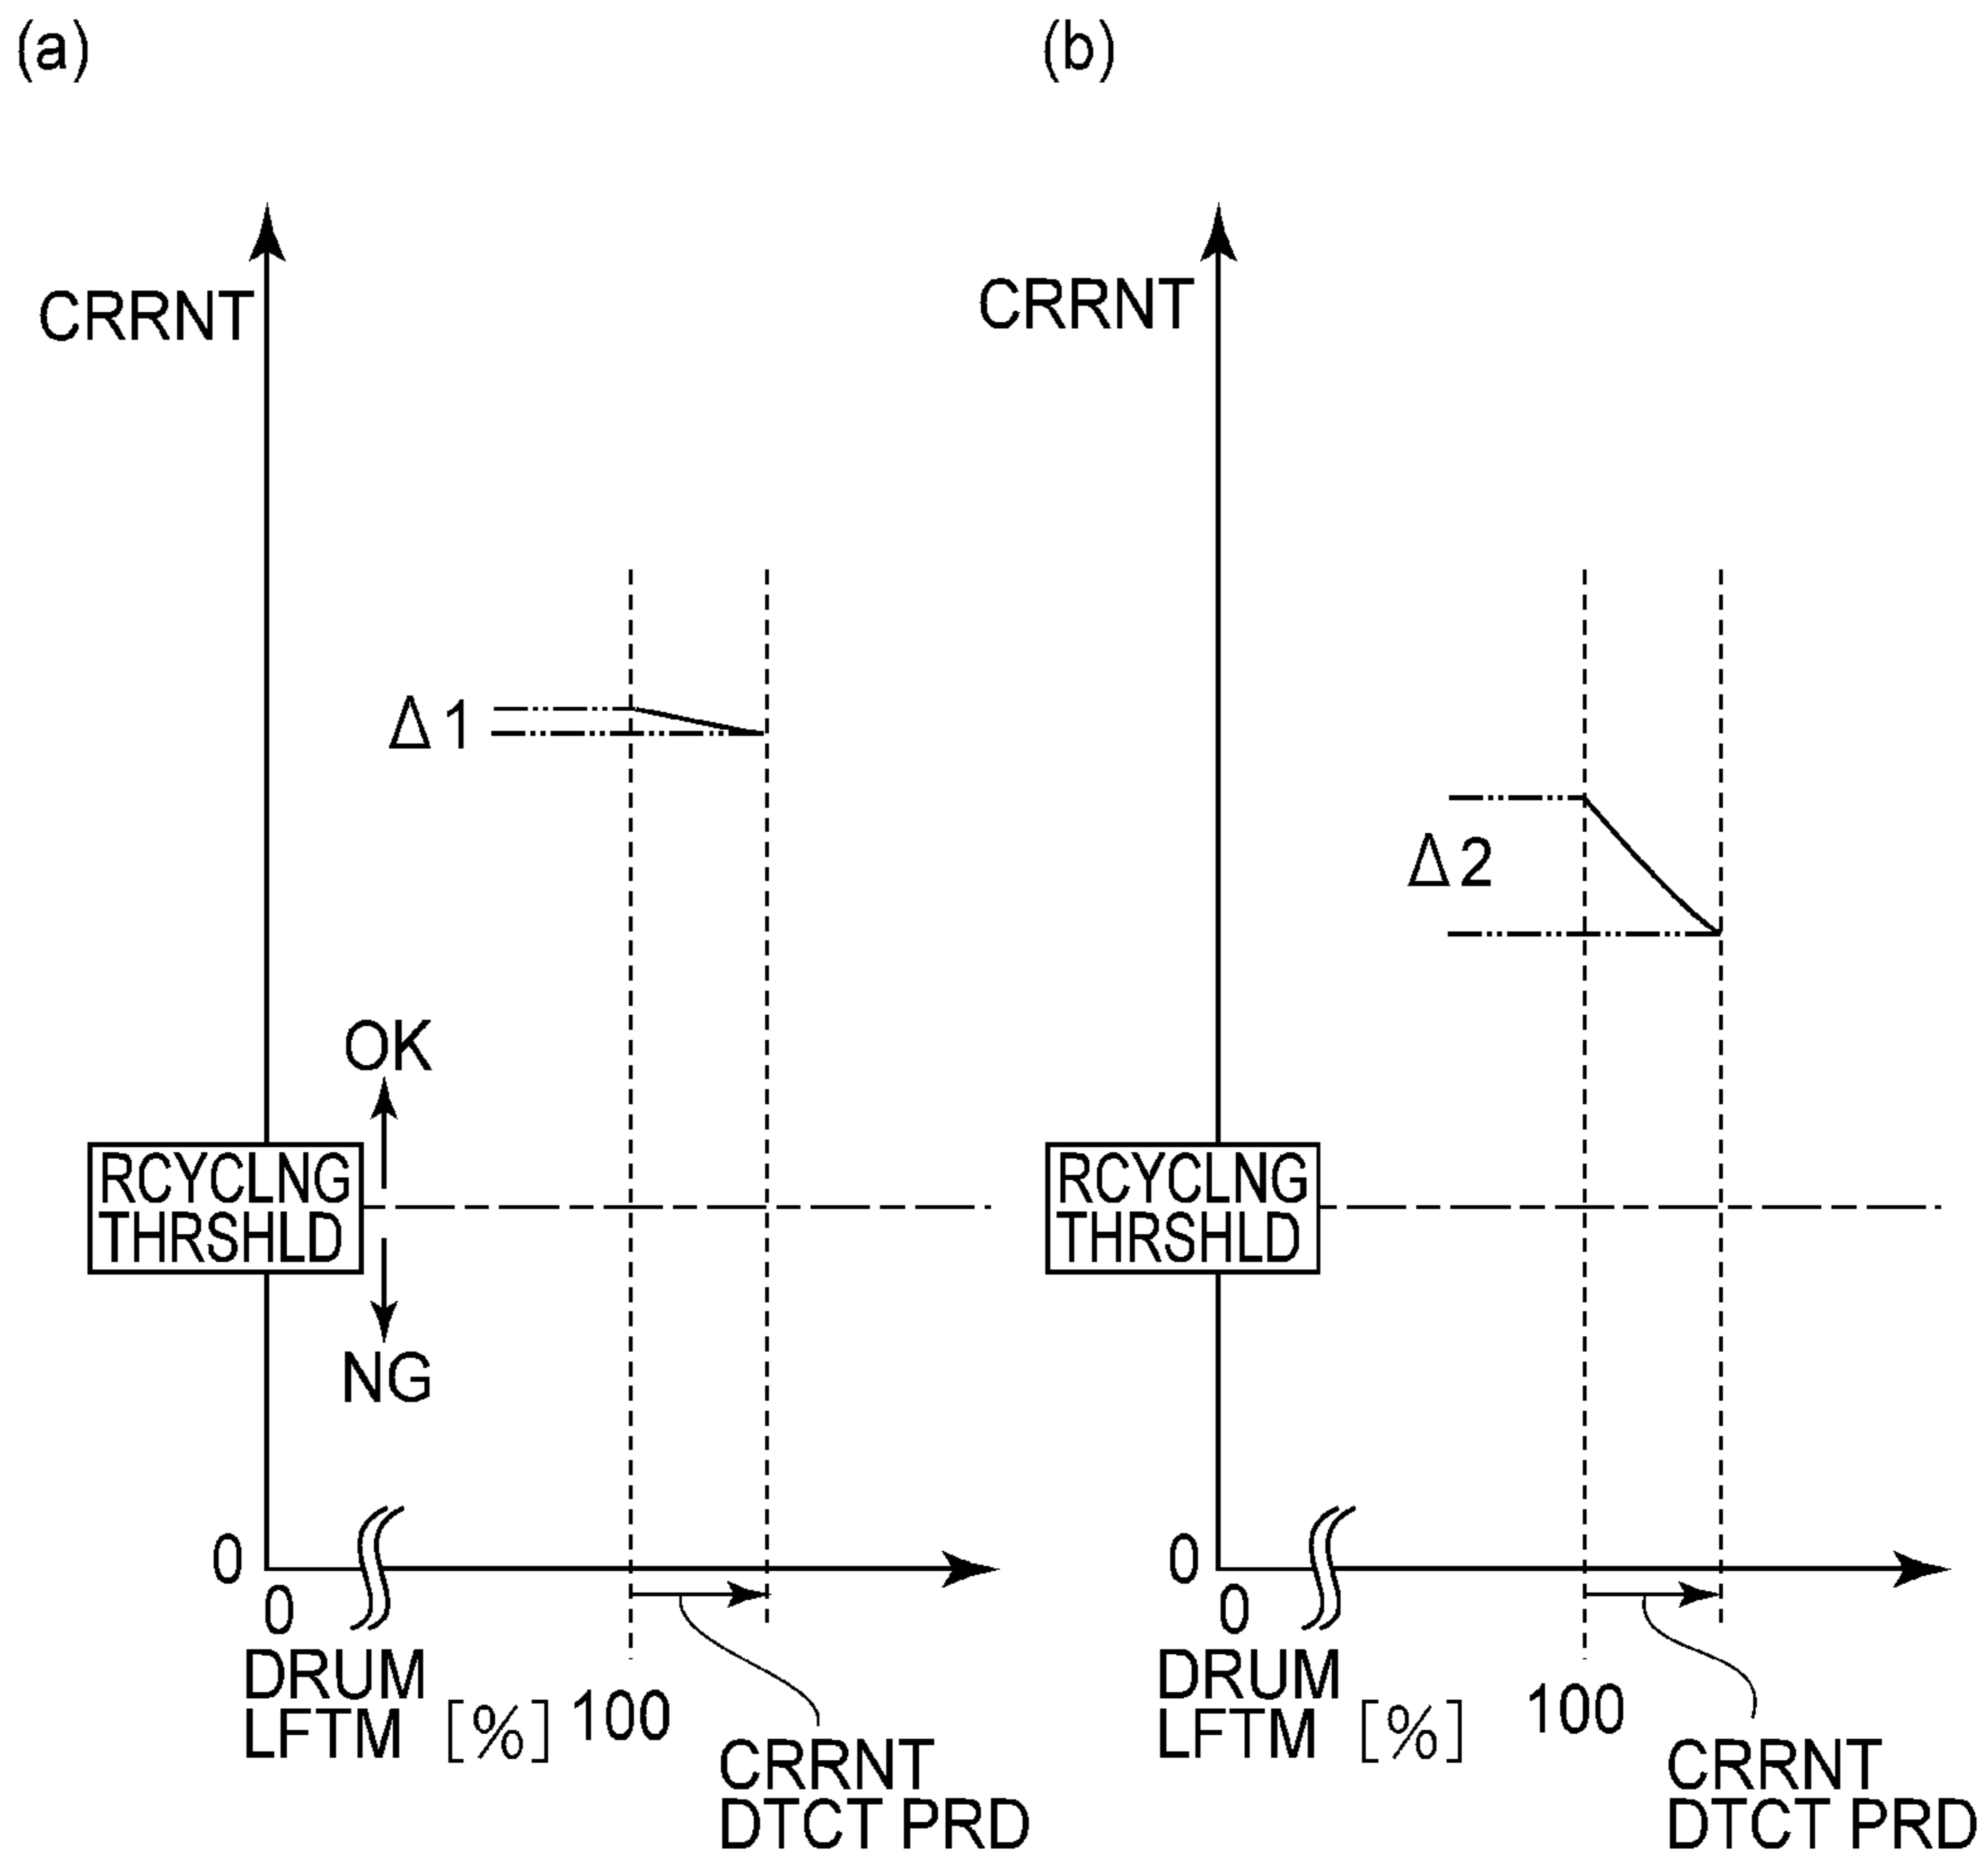 (a)
CRRNT
Δ1
OK
RCYCLNG
THRSHLD
NG
0
0
DRUM
LFTM [%] 100
CRRNT
DTCT PRD
(b)
CRRNT
Δ2
RCYCLNG
THRSHLD
0
0
DRUM
LFTM [%] 100
CRRNT
DTCT PRD